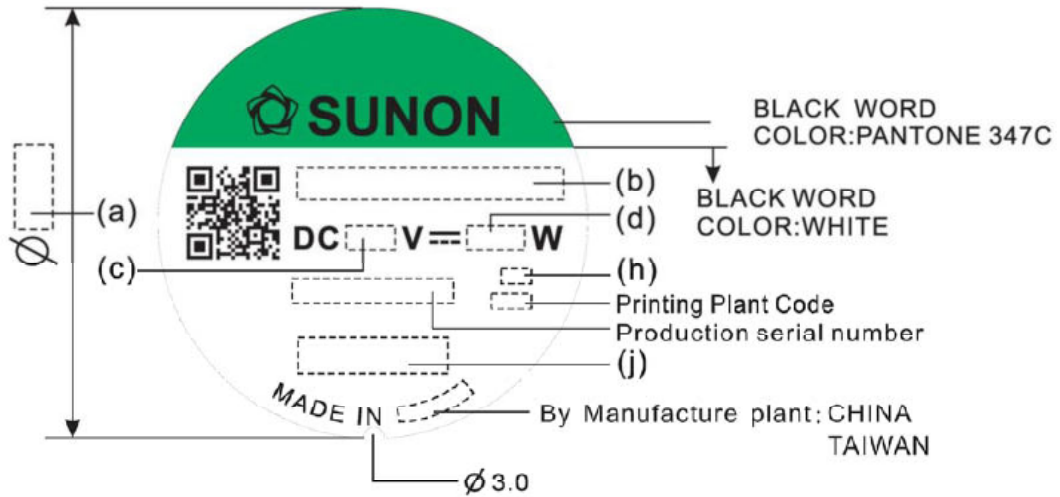 SUNON
BLACK WORD
COLOR:PANTONE 347C
(a)
(b)
BLACK WORD
COLOR:WHITE
(d)
DC V W
(c)
(h)
Printing Plant Code
Production serial number
(j)
MADE IN
By Manufacture plant: CHINA
TAIWAN
Ø
Ø 3.0